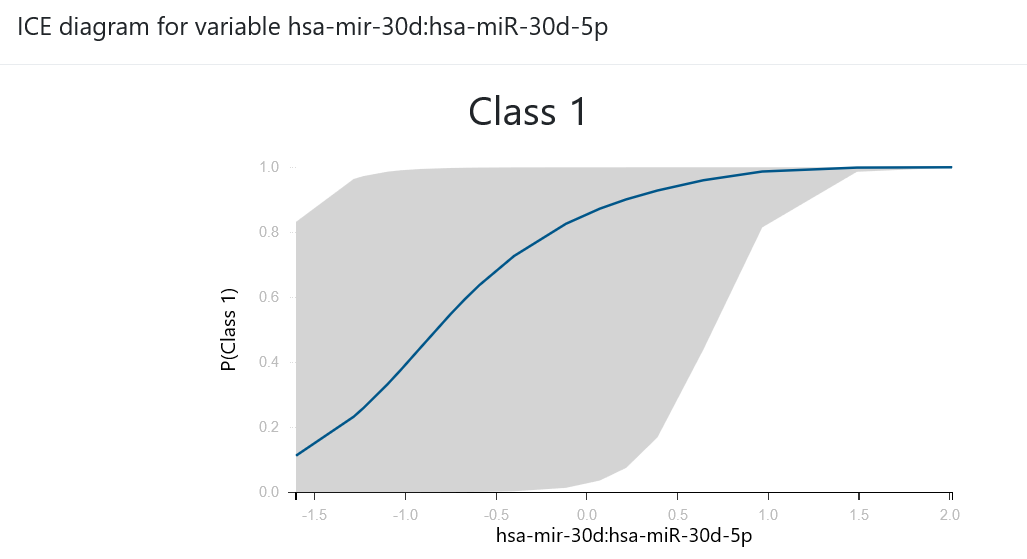 ICE diagram for variable hsa-mir-30d:hsa-miR-30d-5p
Class 1
1.0
0.8
0.6
0.4
0.2
0.0
P(Class 1)
-1.5 -1.0 -0.5 0.0 0.5 1.0 1.5 2.0
hsa-mir-30d:hsa-miR-30d-5p